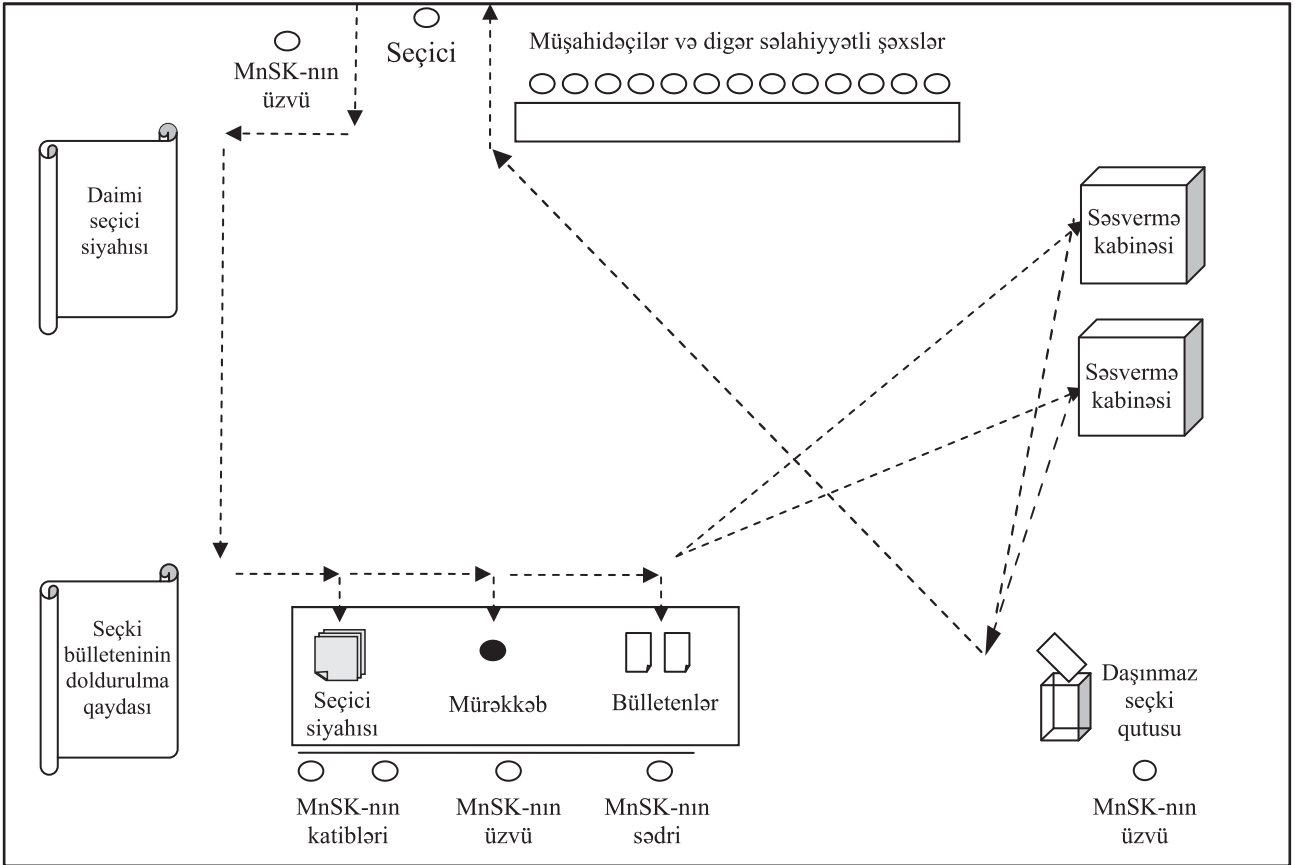 MnSK-nın
üzvü
Seçici
Müşahidəçilər və digər səlahiyyətli şəxslər
Daimi
seçici
siyahısı
Səsvermə
kabinəsi
Səsvermə
kabinəsi
Seçki
bülleteninin
doldurulma
qaydası
Seçici
siyahısı
Mürəkkəb
Bülletenlər
Daşınmaz
seçki
qutusu
MnSK-nın
katibləri
MnSK-nın
üzvü
MnSK-nın
sədri
MnSK-nın
üzvü